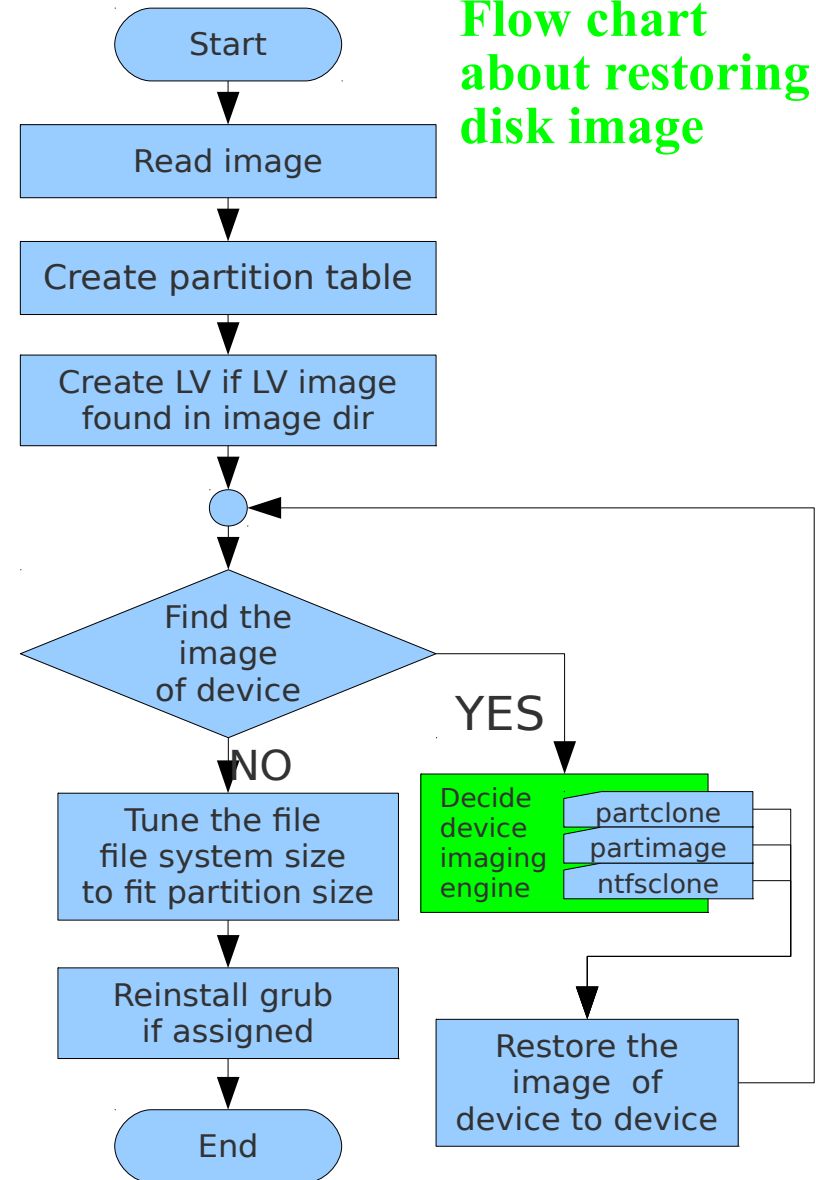 Flow chart
about restoring
disk image
Start
Read image
Create partition table
Create LV if LV image
found in image dir
Find the
image
of device
YES
NO
Decide
device
imaging
engine
partclone
partimage
ntfsclone
Tune the file
file system size
to fit partition size
Reinstall grub
if assigned
Restore the
image of
device to device
End